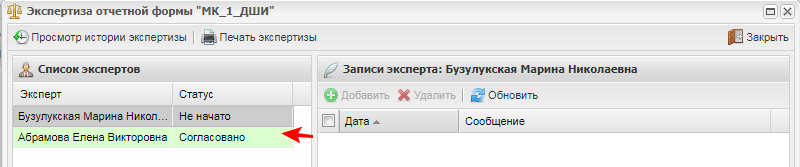 Экспертиза отчетной формы "МК_1_ДШИ"
Просмотр истории экспертизы Печать экспертизы Закрыть
Список экспертов
Эксперт Статус
Бузулукская Марина Никол... Не начато
Абрамова Елена Викторовна Согласовано
Записи эксперта: Бузулукская Марина Николаевна
Добавить Удалить Обновить
Дата Сообщение